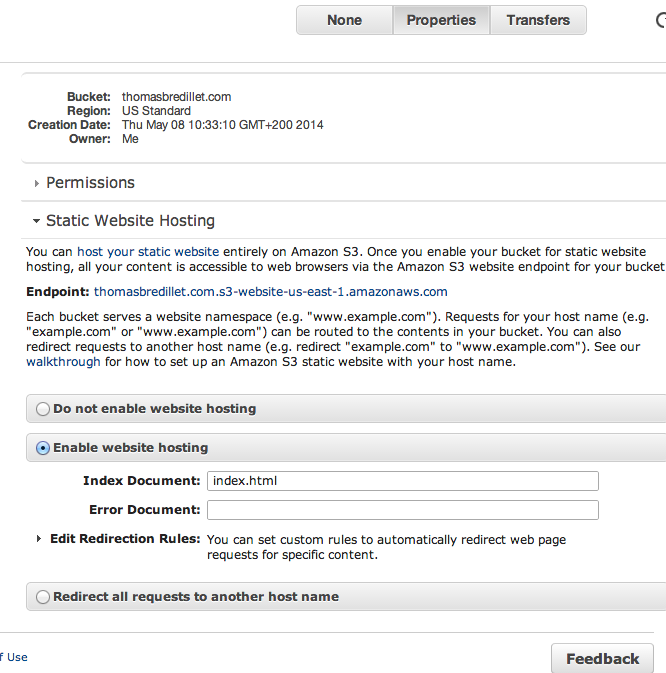 None Properties Transfers
Bucket: thomasbredillet.com
Region: US Standard
Creation Date: Thu May 08 10:33:10 GMT+200 2014
Owner: Me
Permissions
Static Website Hosting
You can host your static website entirely on Amazon S3. Once you enable your bucket for static website
hosting, all your content is accessible to web browsers via the Amazon S3 website endpoint for your bucket
Endpoint: thomasbredillet.com.s3-website-us-east-1.amazonaws.com
Each bucket serves a website namespace (e.g. "www.example.com"). Requests for your host name (e.g.
"example.com" or "www.example.com") can be routed to the contents in your bucket. You can also
redirect requests to another host name (e.g. redirect "example.com" to "www.example.com"). See our
walkthrough for how to set up an Amazon S3 static website with your host name.
Do not enable website hosting
Enable website hosting
Index Document: index.html
Error Document:
Edit Redirection Rules: You can set custom rules to automatically redirect web page
requests for specific content.
Redirect all requests to another host name
f Use
Feedback